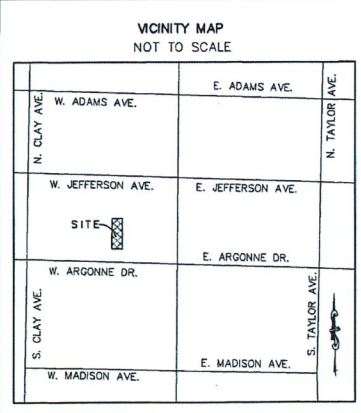 VICINITY MAP
NOT TO SCALE
E. ADAMS AVE.
W. ADAMS AVE.
N. CLAY AVE.
N. TAYLOR AVE.
W. JEFFERSON AVE.
E. JEFFERSON AVE.
SITE
E. ARGONNE DR.
W. ARGONNE DR.
S. CLAY AVE.
S. TAYLOR AVE.
E. MADISON AVE.
W. MADISON AVE.